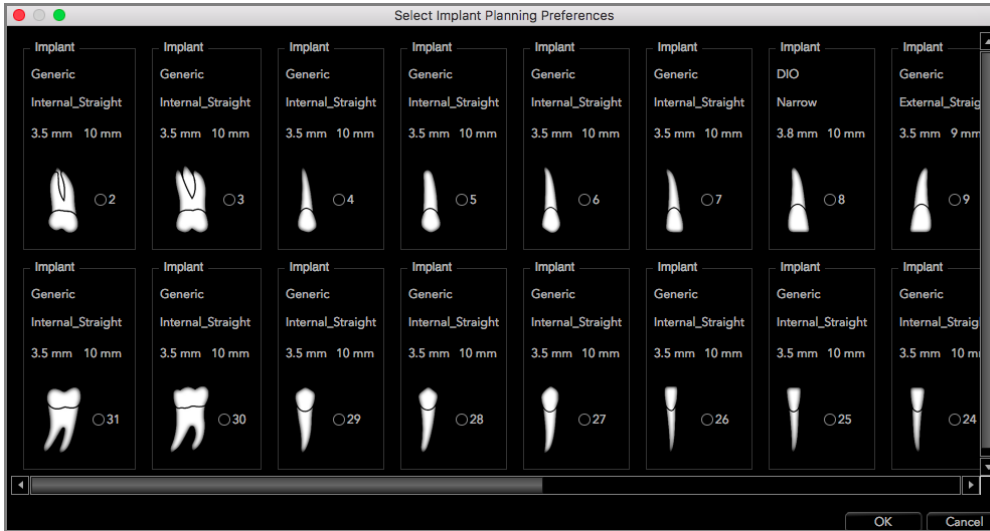 Select Implant Planning Preferences
Implant Implant Implant Implant Implant Implant Implant Implant
Generic Generic Generic Generic Generic Generic DIO Generic
Internal_Straight Internal_Straight Internal_Straight Internal_Straight Internal_Straight Internal_Straight Narrow External_Straig
3.5 mm 10 mm 3.5 mm 10 mm 3.5 mm 10 mm 3.5 mm 10 mm 3.5 mm 10 mm 3.5 mm 10 mm 3.8 mm 10 mm 3.5 mm 9 mm
2 3 4 5 6 7 8 9
Implant Implant Implant Implant Implant Implant Implant Implant
Generic Generic Generic Generic Generic Generic Generic Generic
Internal_Straight Internal_Straight Internal_Straight Internal_Straight Internal_Straight Internal_Straight Internal_Straight Internal_Straig
3.5 mm 10 mm 3.5 mm 10 mm 3.5 mm 10 mm 3.5 mm 10 mm 3.5 mm 10 mm 3.5 mm 10 mm 3.5 mm 10 mm 3.5 mm 10 m
31 30 29 28 27 26 25 24
OK Cancel